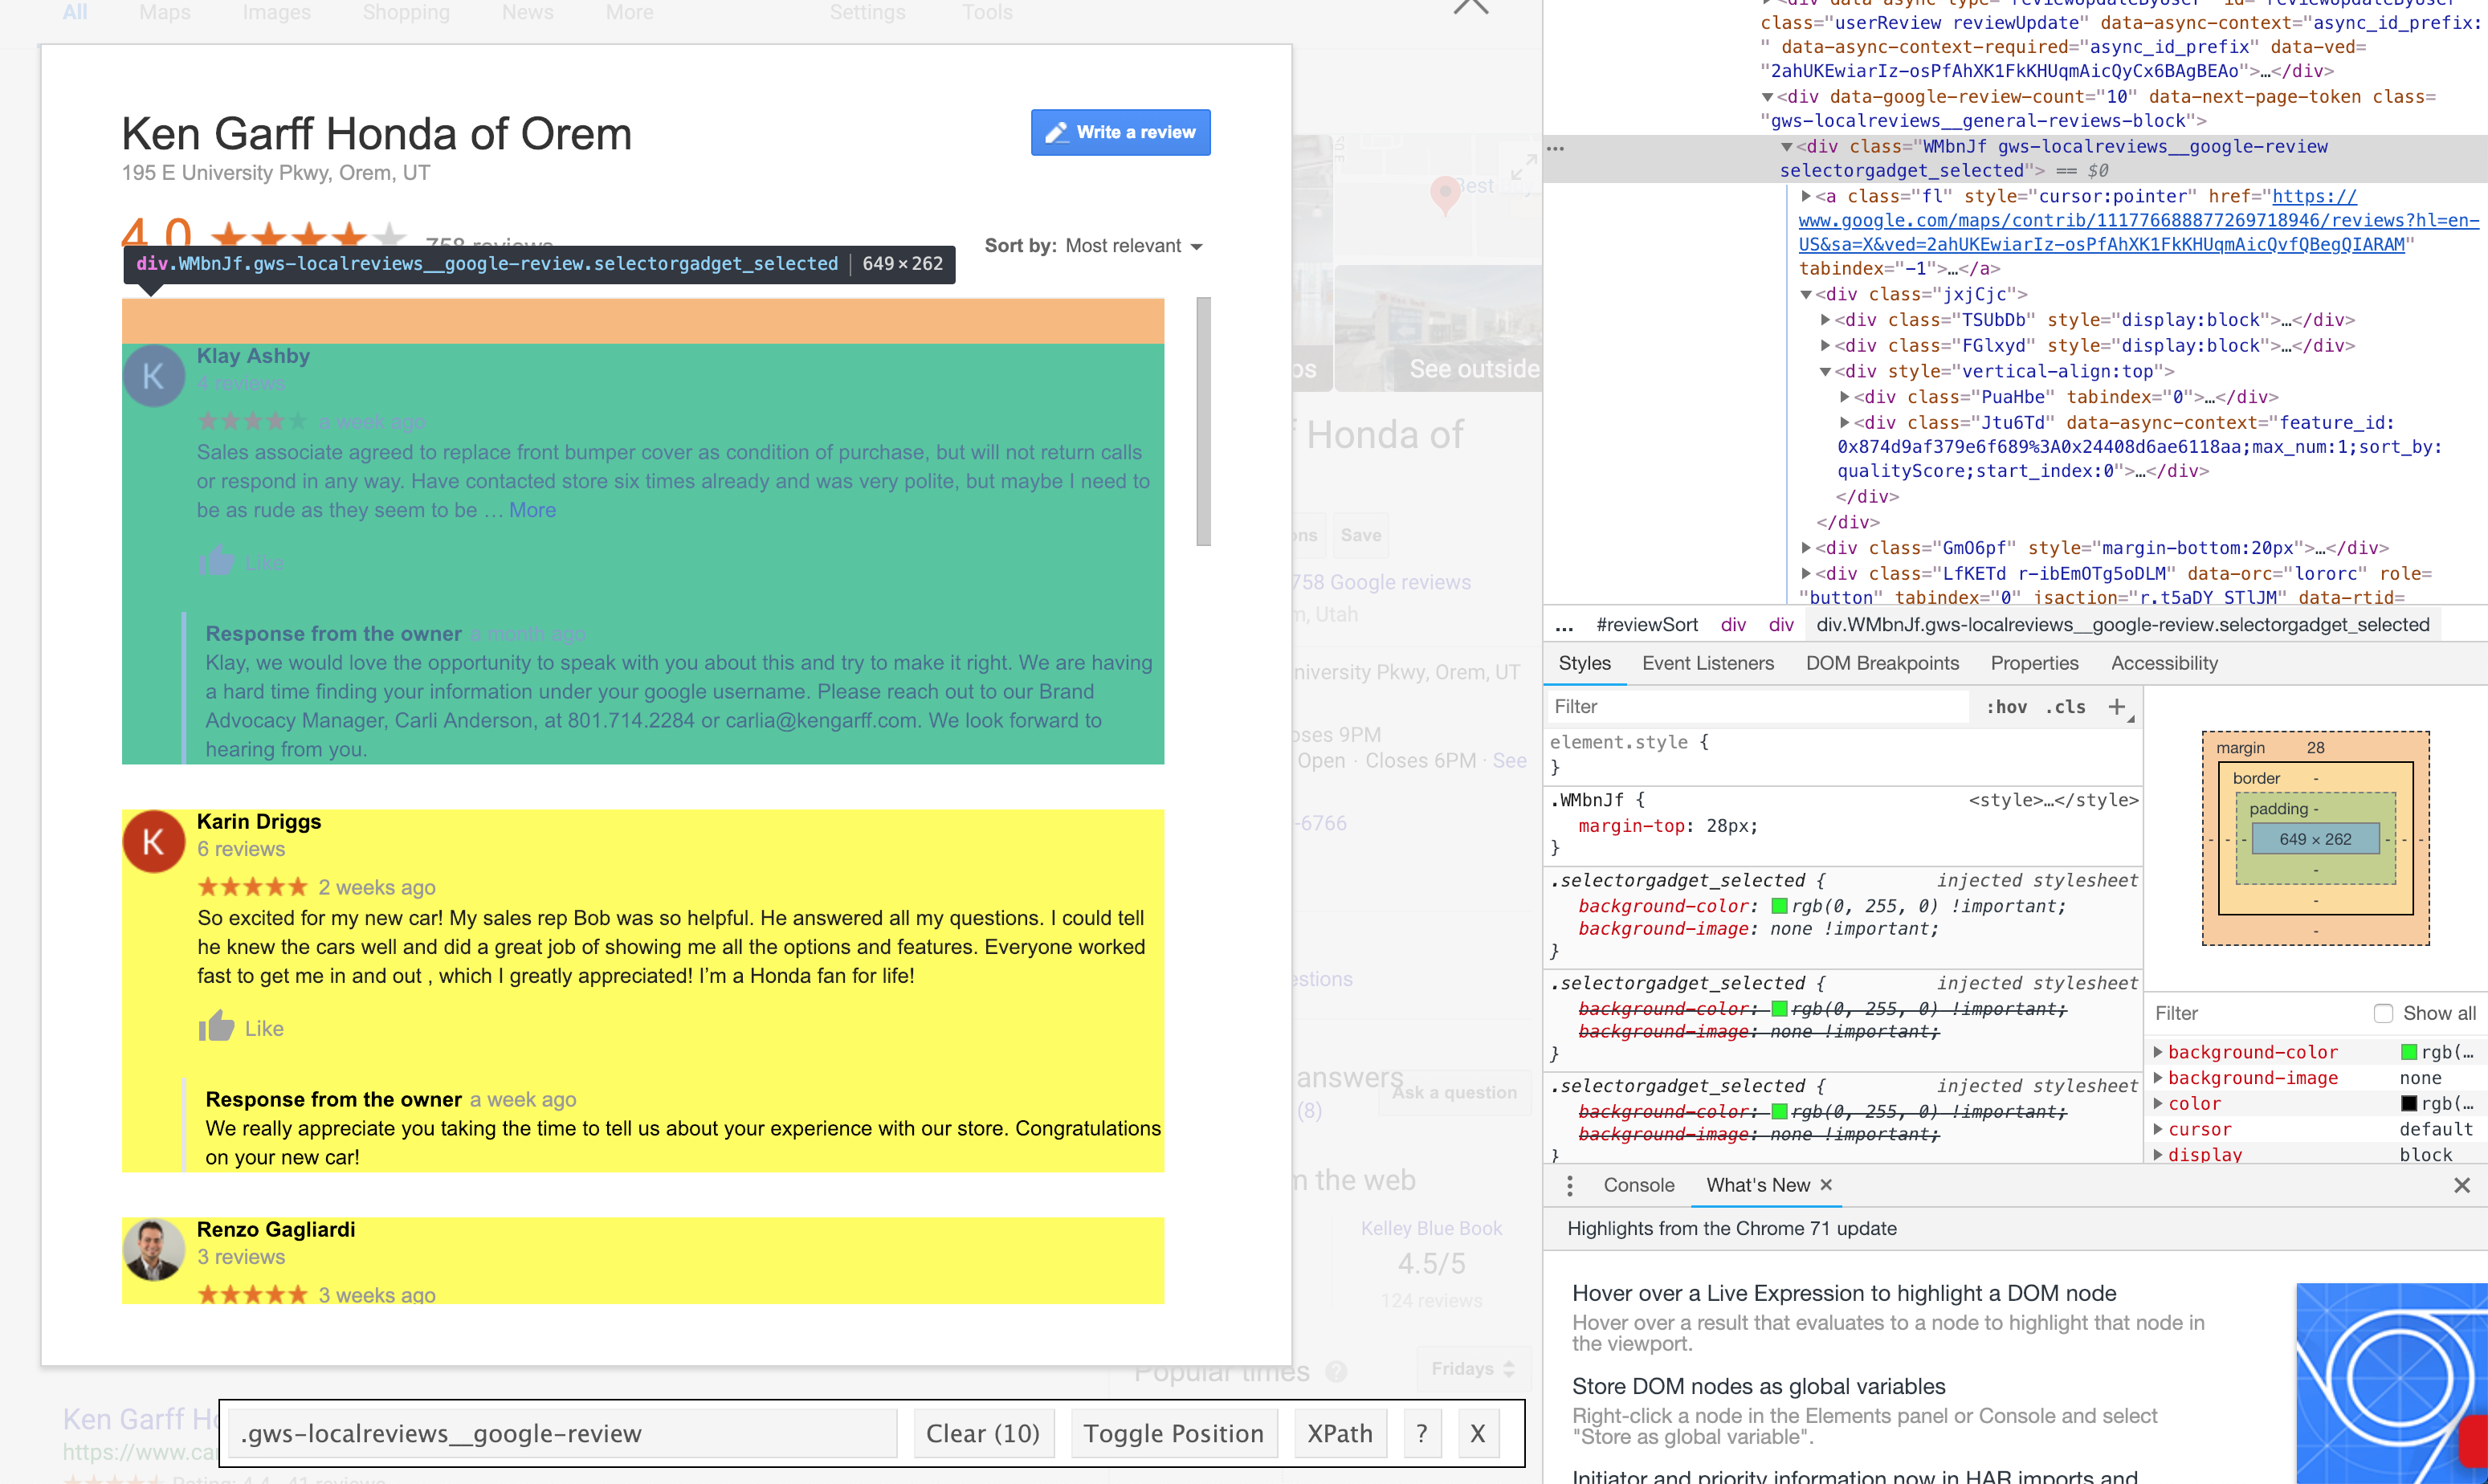 All Maps Images Shopping News More Settings Tools
Ken Garff Honda of Orem
Write a review
195 E University Pkwy, Orem, UT
4.0
758 reviews
Sort by: Most relevant
div.WMbnJf.gws-localreviews__google-review.selectorgadget_selected | 649 × 262
K
Klay Ashby
4 reviews
a week ago
Sales associate agreed to replace front bumper cover as condition of purchase, but will not return calls
or respond in any way. Have contacted store six times already and was very polite, but maybe I need to
be as rude as they seem to be … More
Like
Response from the owner a month ago
Klay, we would love the opportunity to speak with you about this and try to make it right. We are having
a hard time finding your information under your google username. Please reach out to our Brand
Advocacy Manager, Carli Anderson, at 801.714.2284 or carlia@kengarff.com. We look forward to
hearing from you.
K
Karin Driggs
6 reviews
2 weeks ago
So excited for my new car! My sales rep Bob was so helpful. He answered all my questions. I could tell
he knew the cars well and did a great job of showing me all the options and features. Everyone worked
fast to get me in and out , which I greatly appreciated! I'm a Honda fan for life!
Like
Response from the owner a week ago
We really appreciate you taking the time to tell us about your experience with our store. Congratulations
on your new car!
Renzo Gagliardi
3 reviews
3 weeks ago
Best
See outside
Honda of
Save
758 Google reviews
Utah
University Pkwy, Orem, UT
Closes 9PM
Open · Closes 6PM · See
-6766
answers
(8)
Ask a question
the web
Kelley Blue Book
4.5/5
124 reviews
Popular times ?
Fridays
Ken Garff
.gws-localreviews__google-review
Clear (10)
Toggle Position
XPath
?
X
https://www.ca
class="userReview reviewUpdate" data-async-context="async_id_prefix:
" data-async-context-required="async_id_prefix" data-ved=
"2ahUKEwiarIz-osPfAhXK1FkKHUqmAicQyCx6BAgBEAo">…</div>
<div data-google-review-count="10" data-next-page-token class=
"gws-localreviews__general-reviews-block">
… <div class="WMbnJf gws-localreviews__google-review
selectorgadget_selected"> == $0
<a class="fl" style="cursor:pointer" href="https://
www.google.com/maps/contrib/111776688877269718946/reviews?hl=en-
US&sa=X&ved=2ahUKEwiarIz-osPfAhXK1FkKHUqmAicQvfQBegQIARAM"
tabindex="-1">…</a>
<div class="jxjCjc">
<div class="TSUbDb" style="display:block">…</div>
<div class="FGlxyd" style="display:block">…</div>
<div style="vertical-align:top">
<div class="PuaHbe" tabindex="0">…</div>
<div class="Jtu6Td" data-async-context="feature_id:
0x874d9af379e6f689%3A0x24408d6ae6118aa;max_num:1;sort_by:
qualityScore;start_index:0">…</div>
</div>
</div>
<div class="GmO6pf" style="margin-bottom:20px">…</div>
<div class="LfKETd r-ibEmOTg5oDLM" data-orc="lororc" role=
"button" tabindex="0" jsaction="r.t5aDY_STlJM" data-rtid=
… #reviewSort div div div.WMbnJf.gws-localreviews__google-review.selectorgadget_selected
Styles Event Listeners DOM Breakpoints Properties Accessibility
Filter :hov .cls +
element.style {
}
.WMbnJf { <style>…</style>
margin-top: 28px;
}
.selectorgadget_selected { injected stylesheet
background-color: rgb(0, 255, 0) !important;
background-image: none !important;
}
.selectorgadget_selected { injected stylesheet
background-color: rgb(0, 255, 0) !important;
background-image: none !important;
}
.selectorgadget_selected { injected stylesheet
background-color: rgb(0, 255, 0) !important;
background-image: none !important;
}
margin 28
border -
padding -
649 × 262
Filter Show all
background-color rgb(…
background-image none
color rgb(…
cursor default
display block
Console What's New ×
Highlights from the Chrome 71 update
Hover over a Live Expression to highlight a DOM node
Hover over a result that evaluates to a node to highlight that node in
the viewport.
Store DOM nodes as global variables
Right-click a node in the Elements panel or Console and select
"Store as global variable".
Initiator and priority information now in HAR imports and